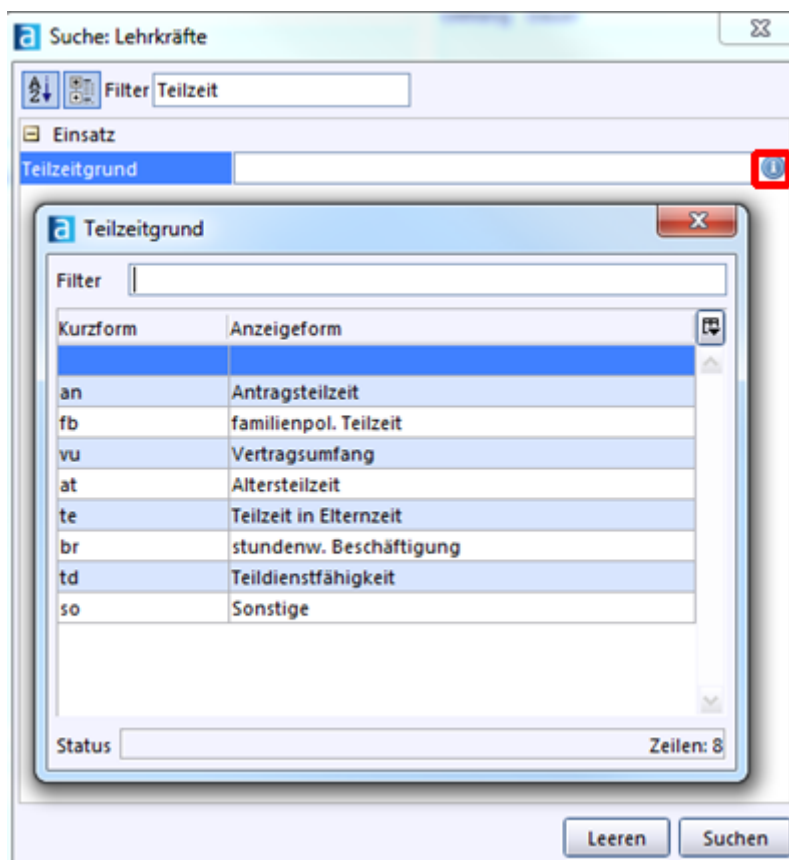 Suche: Lehrkräfte
Filter Teilzeit
Einsatz
Teilzeitgrund
Teilzeitgrund
Filter
Kurzform Anzeigeform
an Antragsteilzeit
fb familienpol. Teilzeit
vu Vertragsumfang
at Altersteilzeit
te Teilzeit in Elternzeit
br stundenw. Beschäftigung
td Teildienstfähigkeit
so Sonstige
Status Zeilen: 8
Leeren Suchen